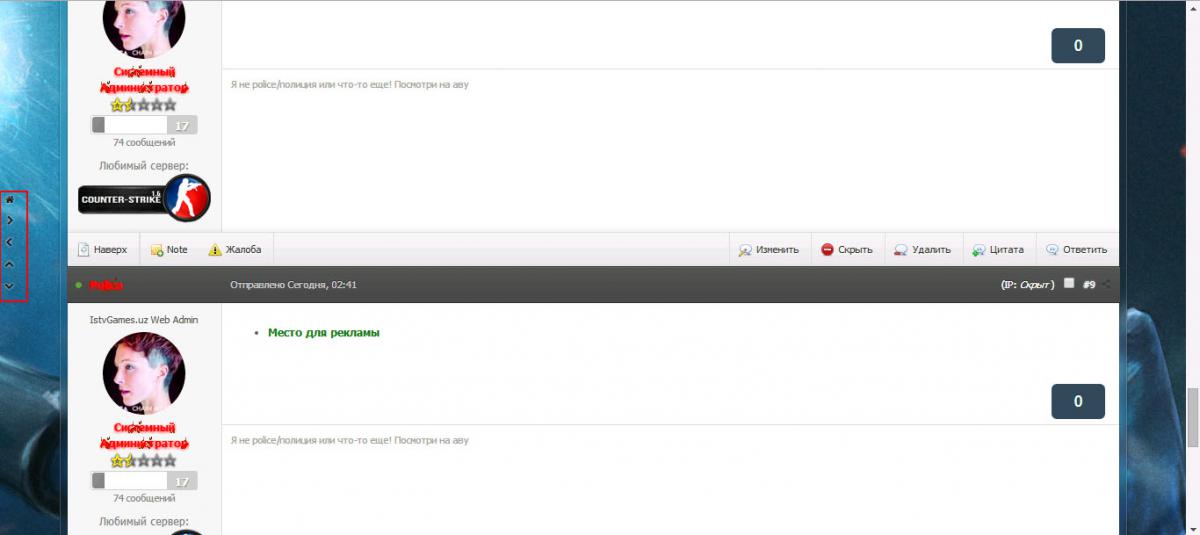 0
Системный
Администратор
Я не police/полиция или что-то еще! Посмотри на аву
17
74 сообщений
Любимый сервер:
COUNTER-STRIKE 1.6
Наверх
Note
Жалоба
Изменить
Скрыть
Удалить
Цитата
Ответить
Police
Отправлено Сегодня, 02:41
(IP: Скрыт)
#9
IstvGames.uz Web Admin
• Место для рекламы
0
Системный
Администратор
Я не police/полиция или что-то еще! Посмотри на аву
17
74 сообщений
Любимый сервер: